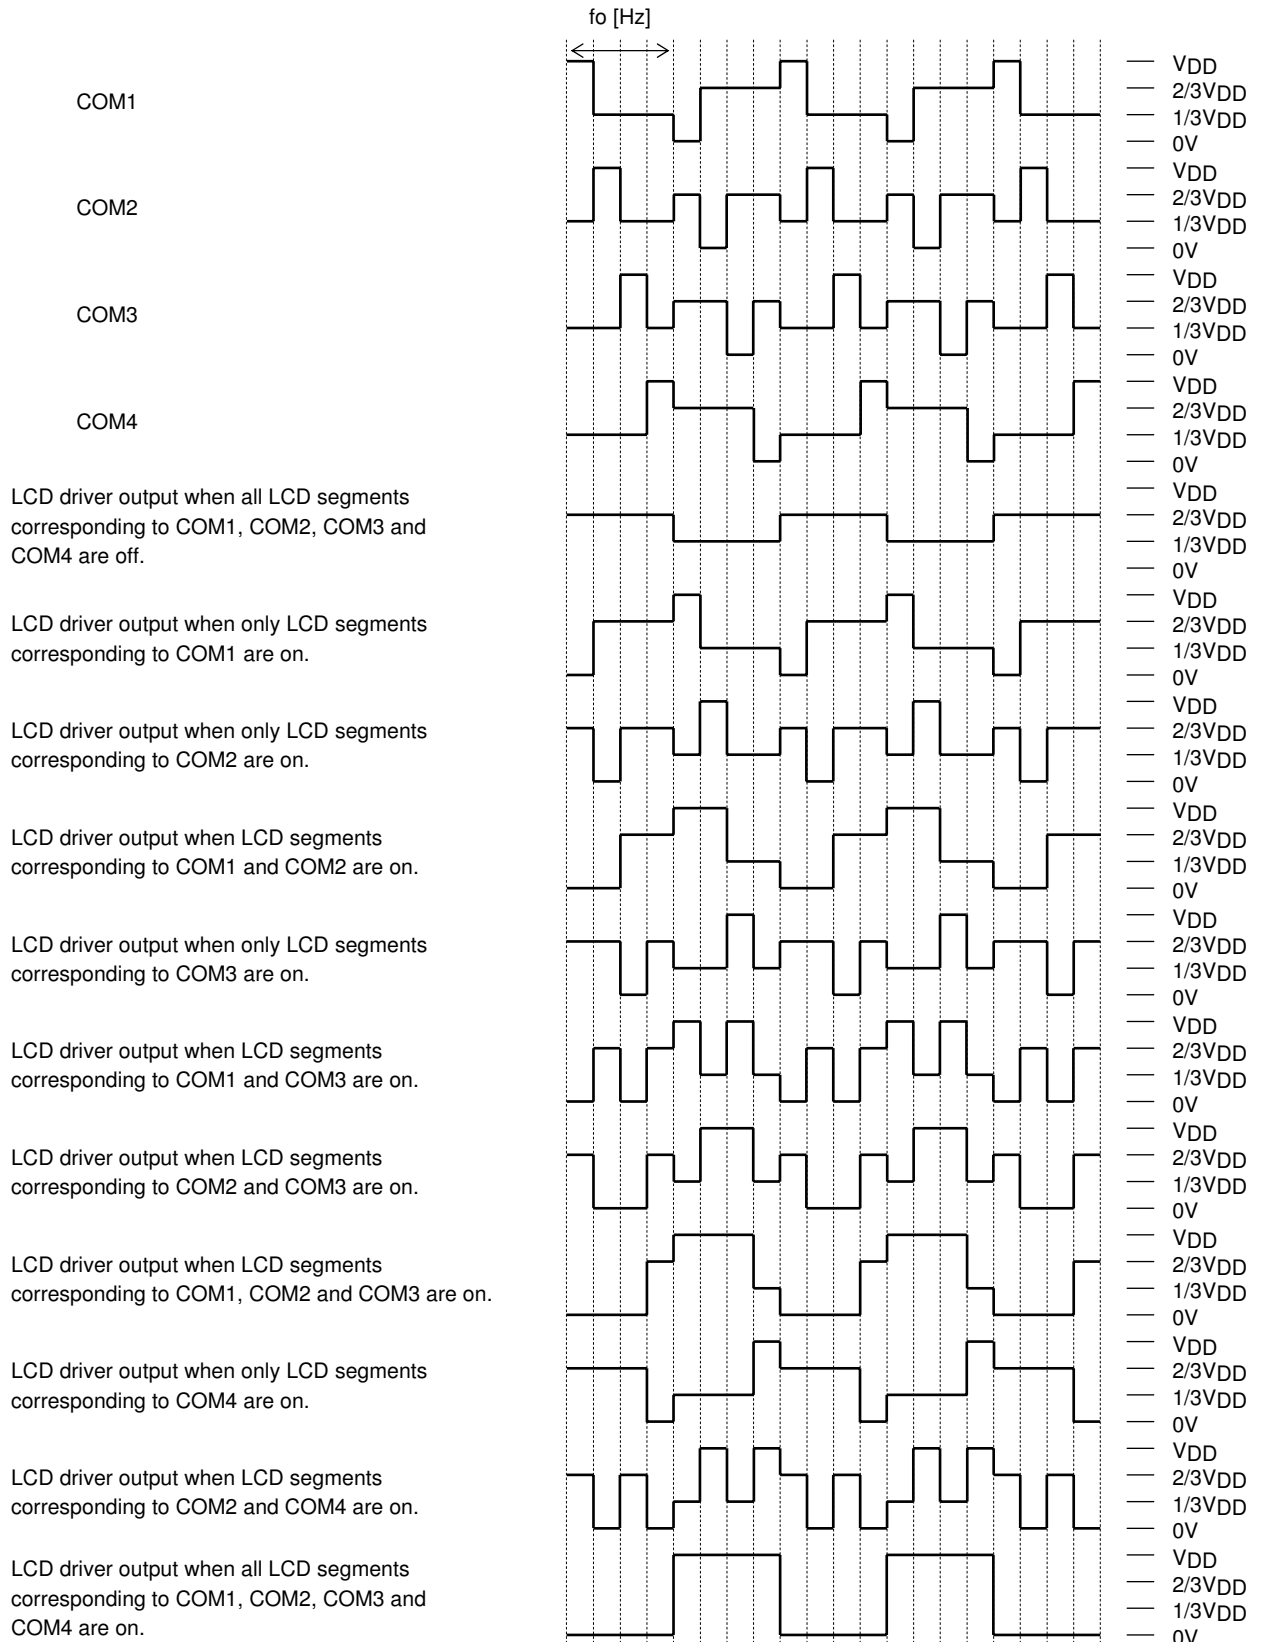 fo [Hz]
COM1
VDD
2/3VDD
1/3VDD
0V
COM2
VDD
2/3VDD
1/3VDD
0V
COM3
VDD
2/3VDD
1/3VDD
0V
COM4
VDD
2/3VDD
1/3VDD
0V
LCD driver output when all LCD segments
corresponding to COM1, COM2, COM3 and
COM4 are off.
VDD
2/3VDD
1/3VDD
0V
LCD driver output when only LCD segments
corresponding to COM1 are on.
VDD
2/3VDD
1/3VDD
0V
LCD driver output when only LCD segments
corresponding to COM2 are on.
VDD
2/3VDD
1/3VDD
0V
LCD driver output when LCD segments
corresponding to COM1 and COM2 are on.
VDD
2/3VDD
1/3VDD
0V
LCD driver output when only LCD segments
corresponding to COM3 are on.
VDD
2/3VDD
1/3VDD
0V
LCD driver output when LCD segments
corresponding to COM1 and COM3 are on.
VDD
2/3VDD
1/3VDD
0V
LCD driver output when LCD segments
corresponding to COM2 and COM3 are on.
VDD
2/3VDD
1/3VDD
0V
LCD driver output when LCD segments
corresponding to COM1, COM2 and COM3 are on.
VDD
2/3VDD
1/3VDD
0V
LCD driver output when only LCD segments
corresponding to COM4 are on.
VDD
2/3VDD
1/3VDD
0V
LCD driver output when LCD segments
corresponding to COM2 and COM4 are on.
VDD
2/3VDD
1/3VDD
0V
LCD driver output when all LCD segments
corresponding to COM1, COM2, COM3 and
COM4 are on.
VDD
2/3VDD
1/3VDD
0V